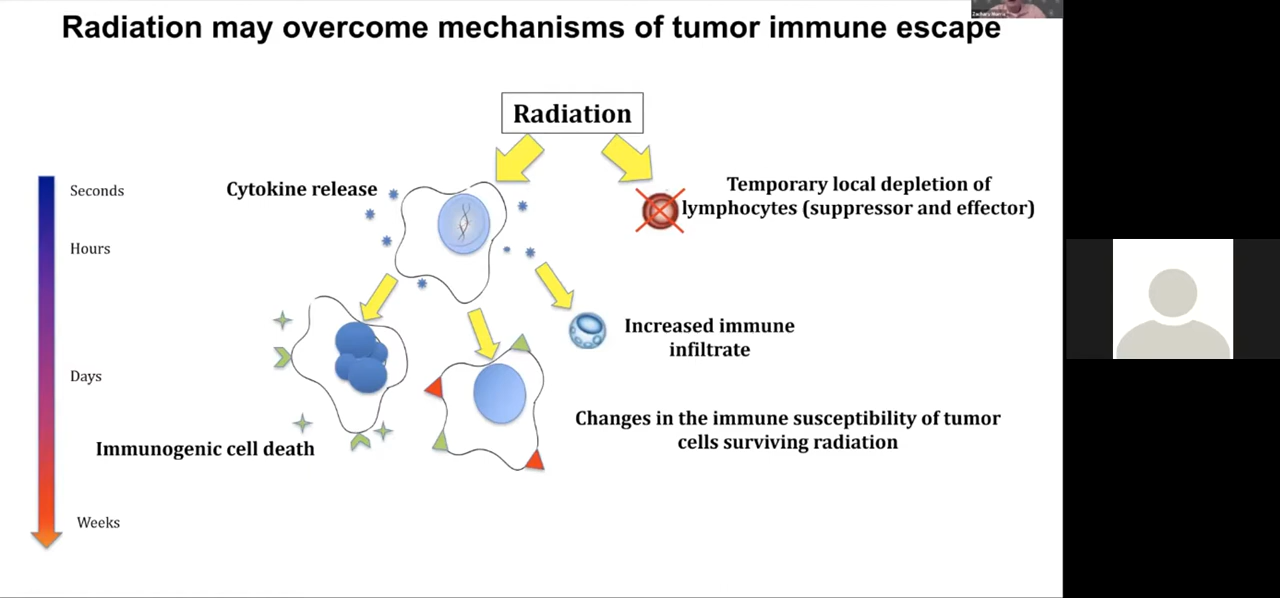 Radiation may overcome mechanisms of tumor immune escape
Radiation
Seconds
Cytokine release
Temporary local depletion of
lymphocytes (suppressor and effector)
Hours
Increased immune
infiltrate
Days
Changes in the immune susceptibility of tumor
cells surviving radiation
Immunogenic cell death
Weeks